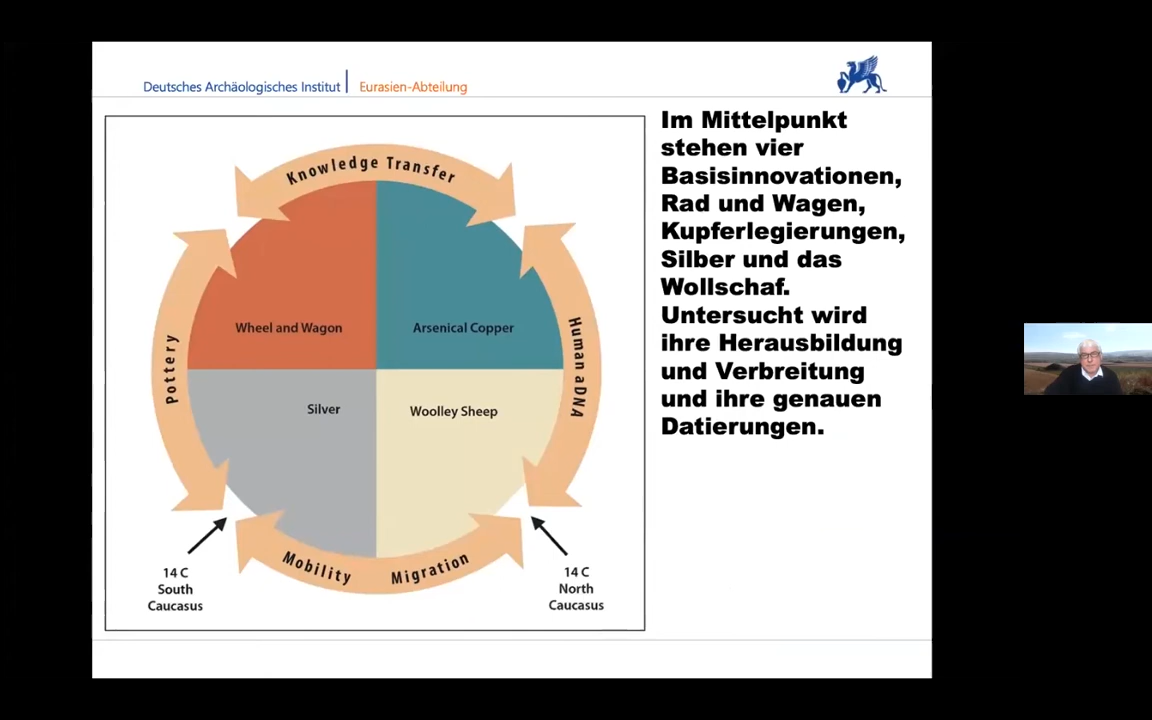 Deutsches Archäologisches Institut
Eurasien-Abteilung
Knowledge Transfer
Wheel and Wagon
Arsenical Copper
Pottery
Human aDNA
Silver
Woolley Sheep
Mobility Migration
14 C
South
Caucasus
14 C
North
Caucasus
Im Mittelpunkt
stehen vier
Basisinnovationen,
Rad und Wagen,
Kupferlegierungen,
Silber und das
Wollschaf.
Untersucht wird
ihre Herausbildung
und Verbreitung
und ihre genauen
Datierungen.